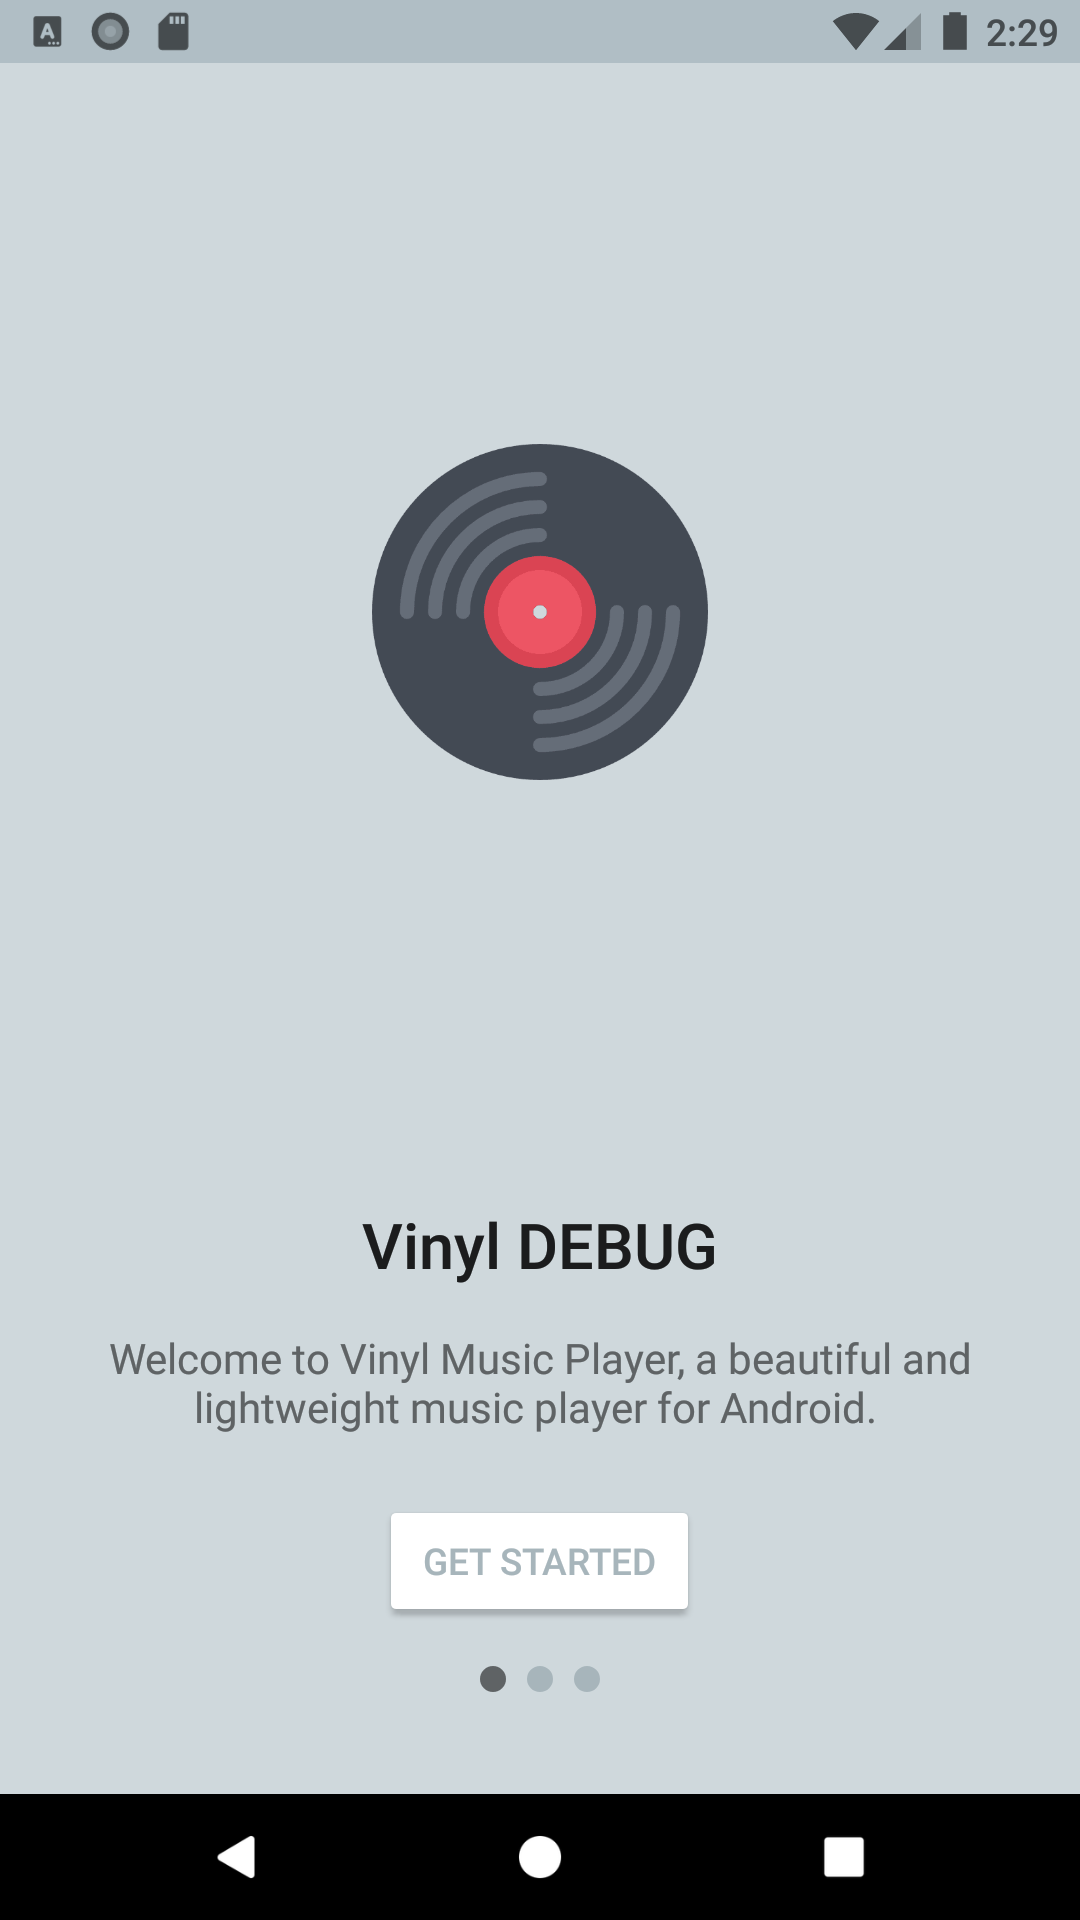 2:29
Vinyl DEBUG
Welcome to Vinyl Music Player, a beautiful and
lightweight music player for Android.
GET STARTED